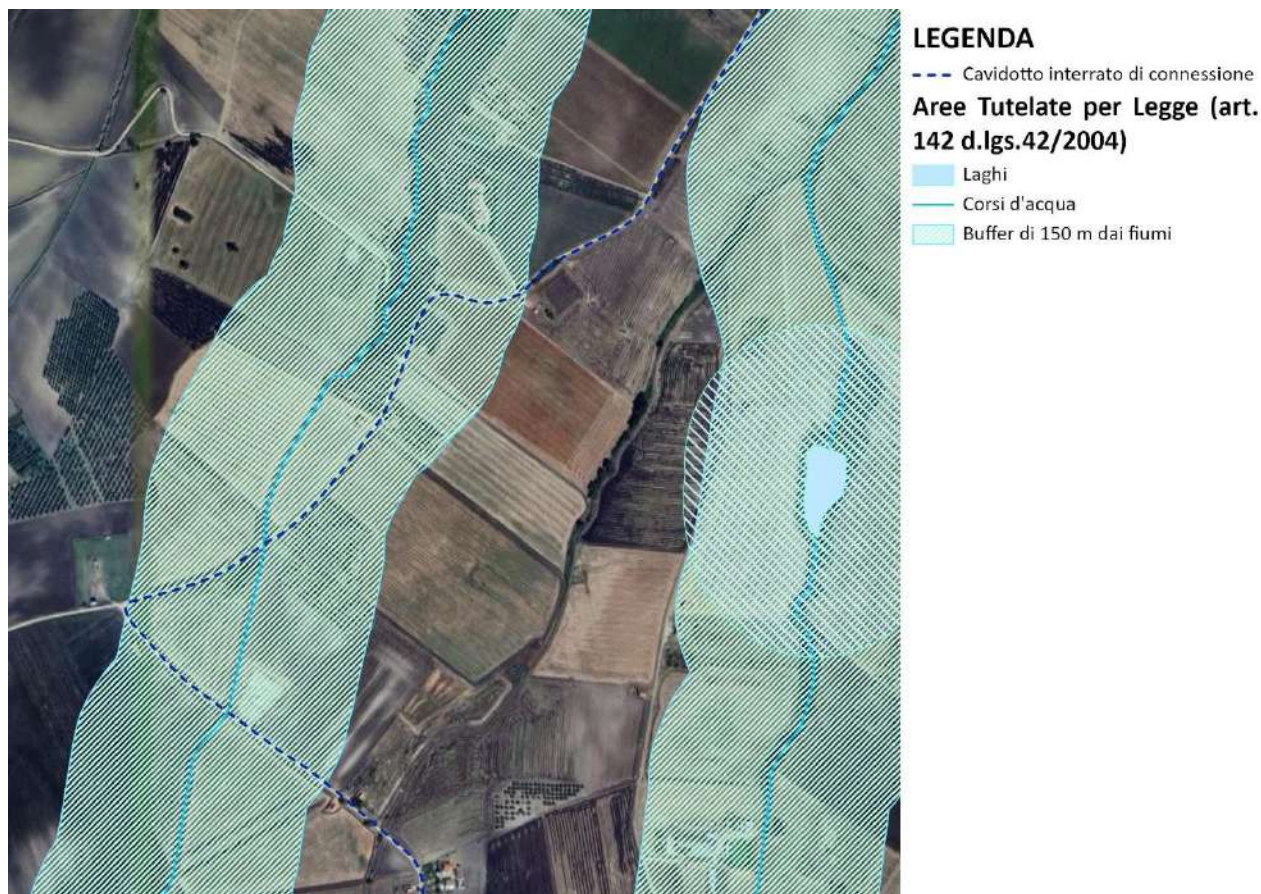 LEGENDA
Cavidotto interrato di connessione
Aree Tutelate per Legge (art.
142 d.lgs.42/2004)
Laghi
Corsi d'acqua
Buffer di 150 m dai fiumi